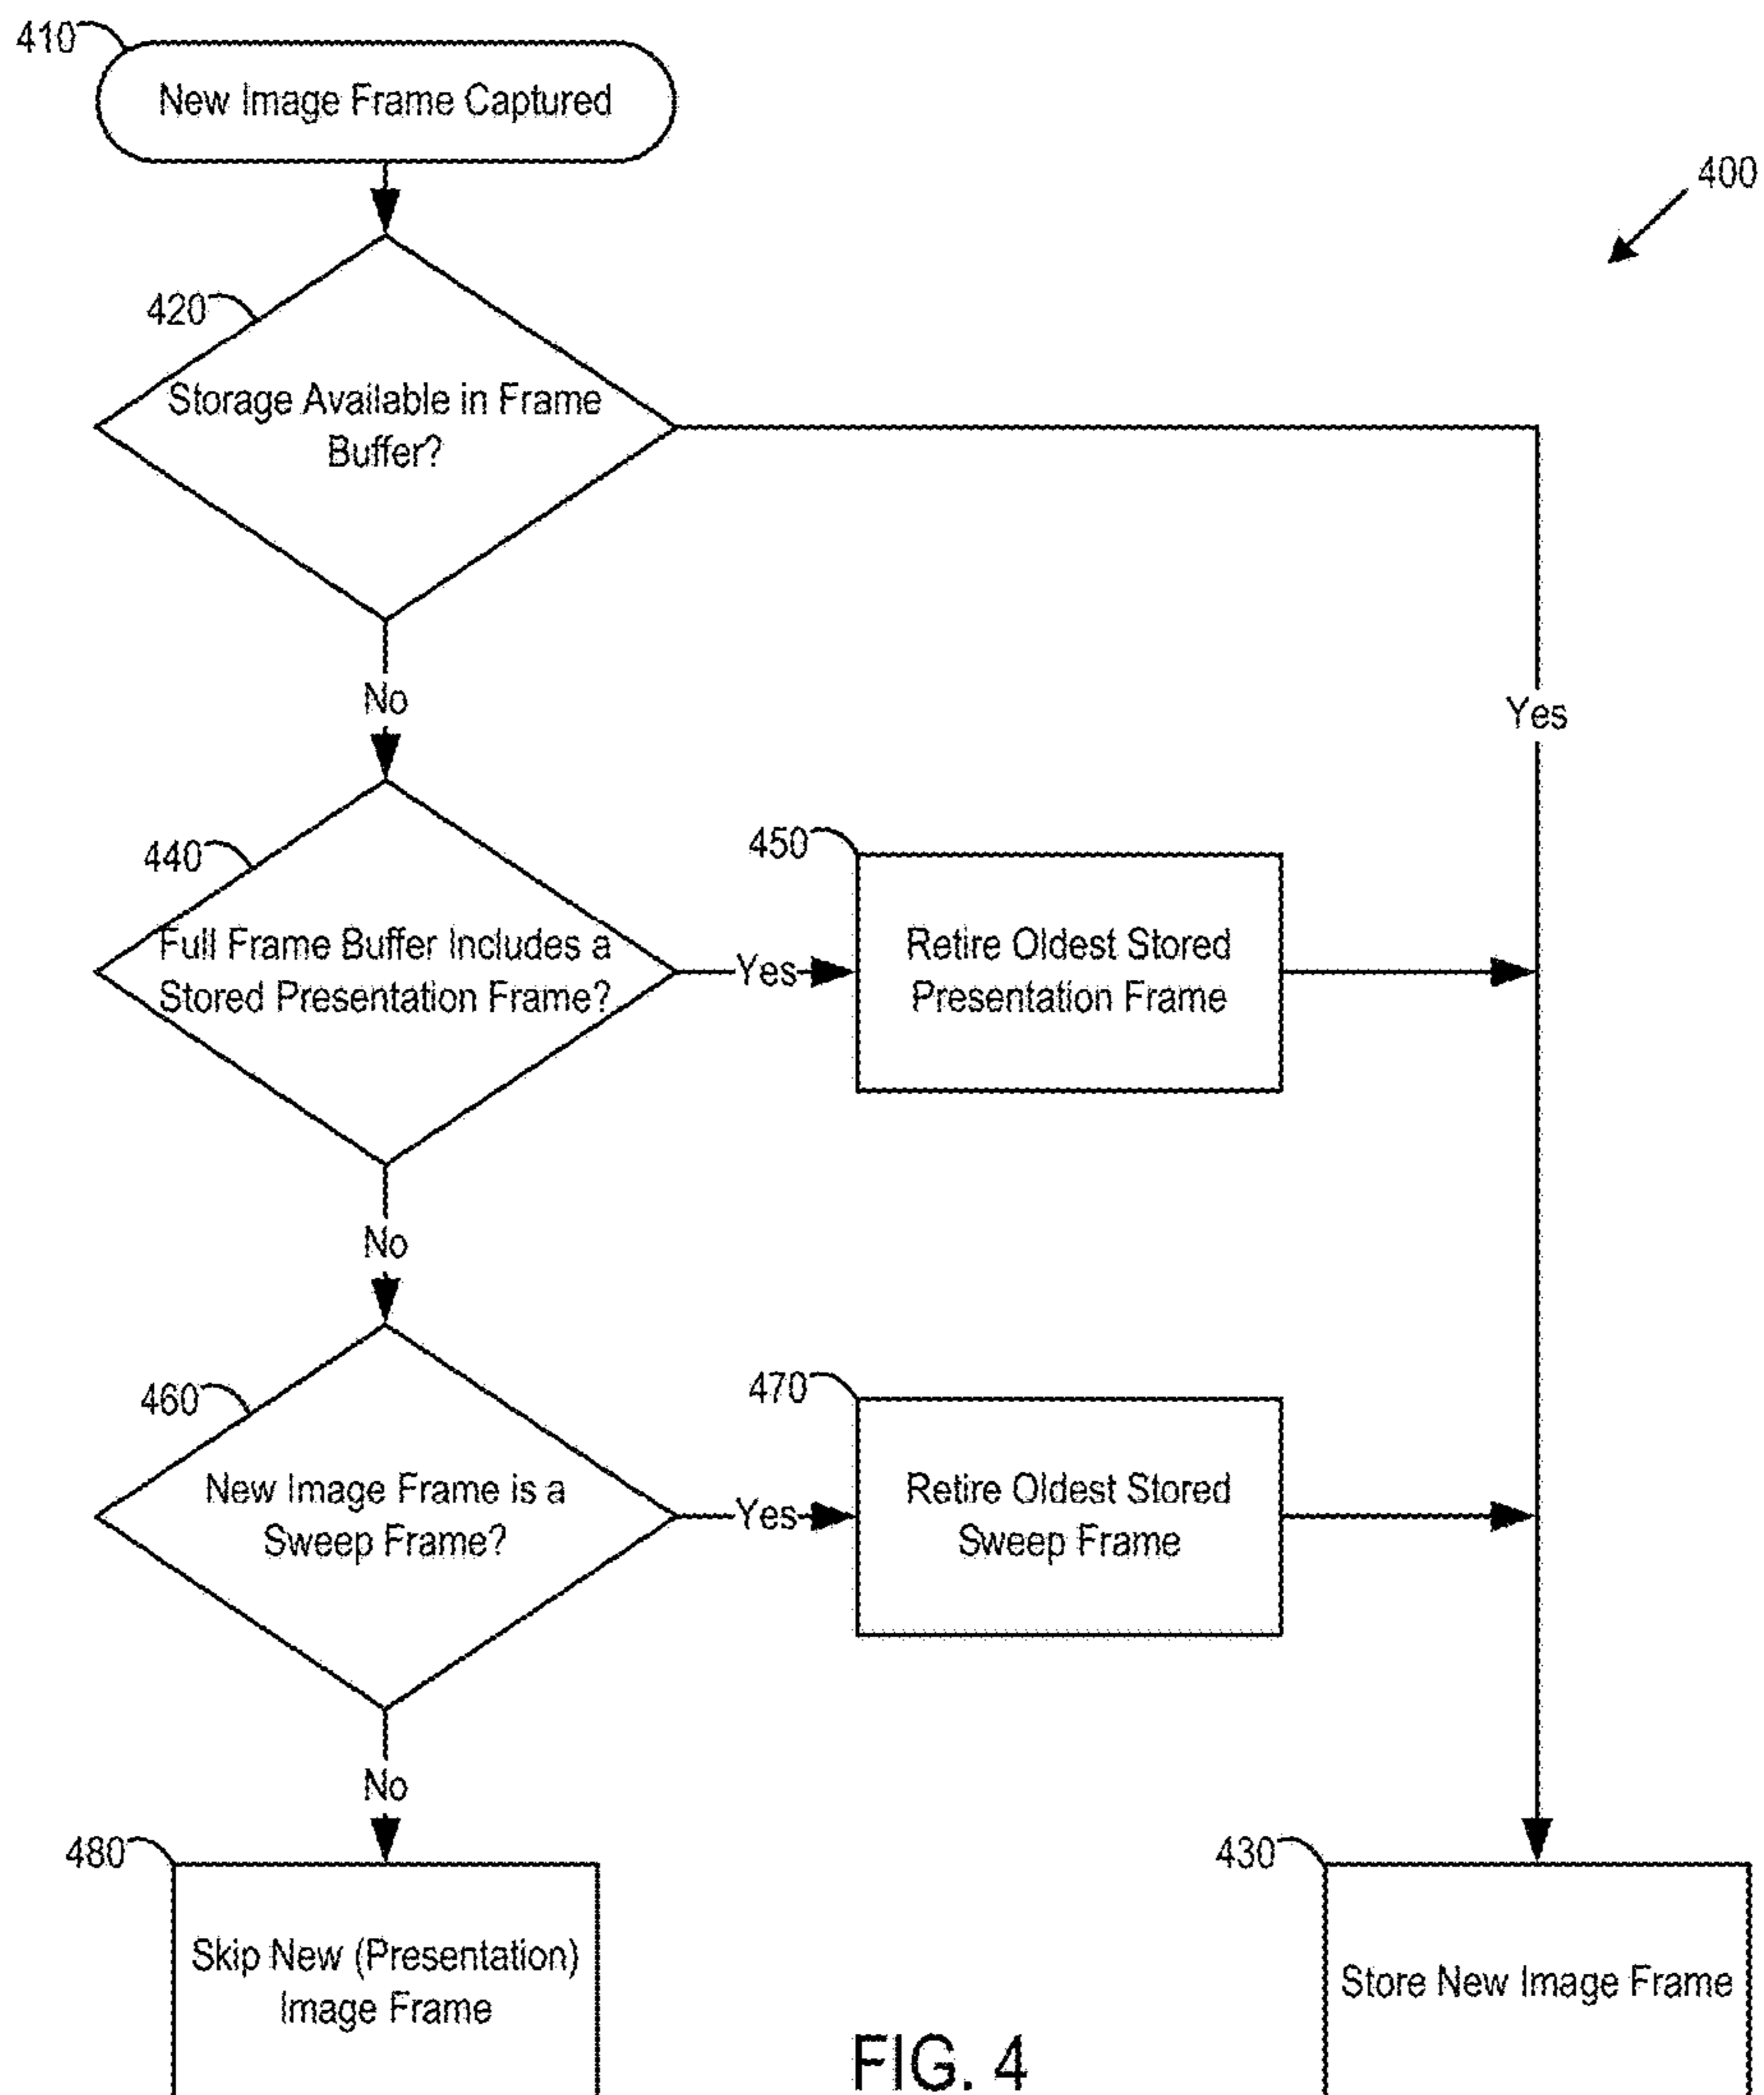 410
New Image Frame Captured
400
420
Storage Available in Frame
Buffer?
No
Yes
440
Full Frame Buffer Includes a
Stored Presentation Frame?
Yes
450
Retire Oldest Stored
Presentation Frame
No
460
New Image Frame is a
Sweep Frame?
Yes
470
Retire Oldest Stored
Sweep Frame
No
480
Skip New (Presentation)
Image Frame
430
Store New Image Frame
FIG. 4